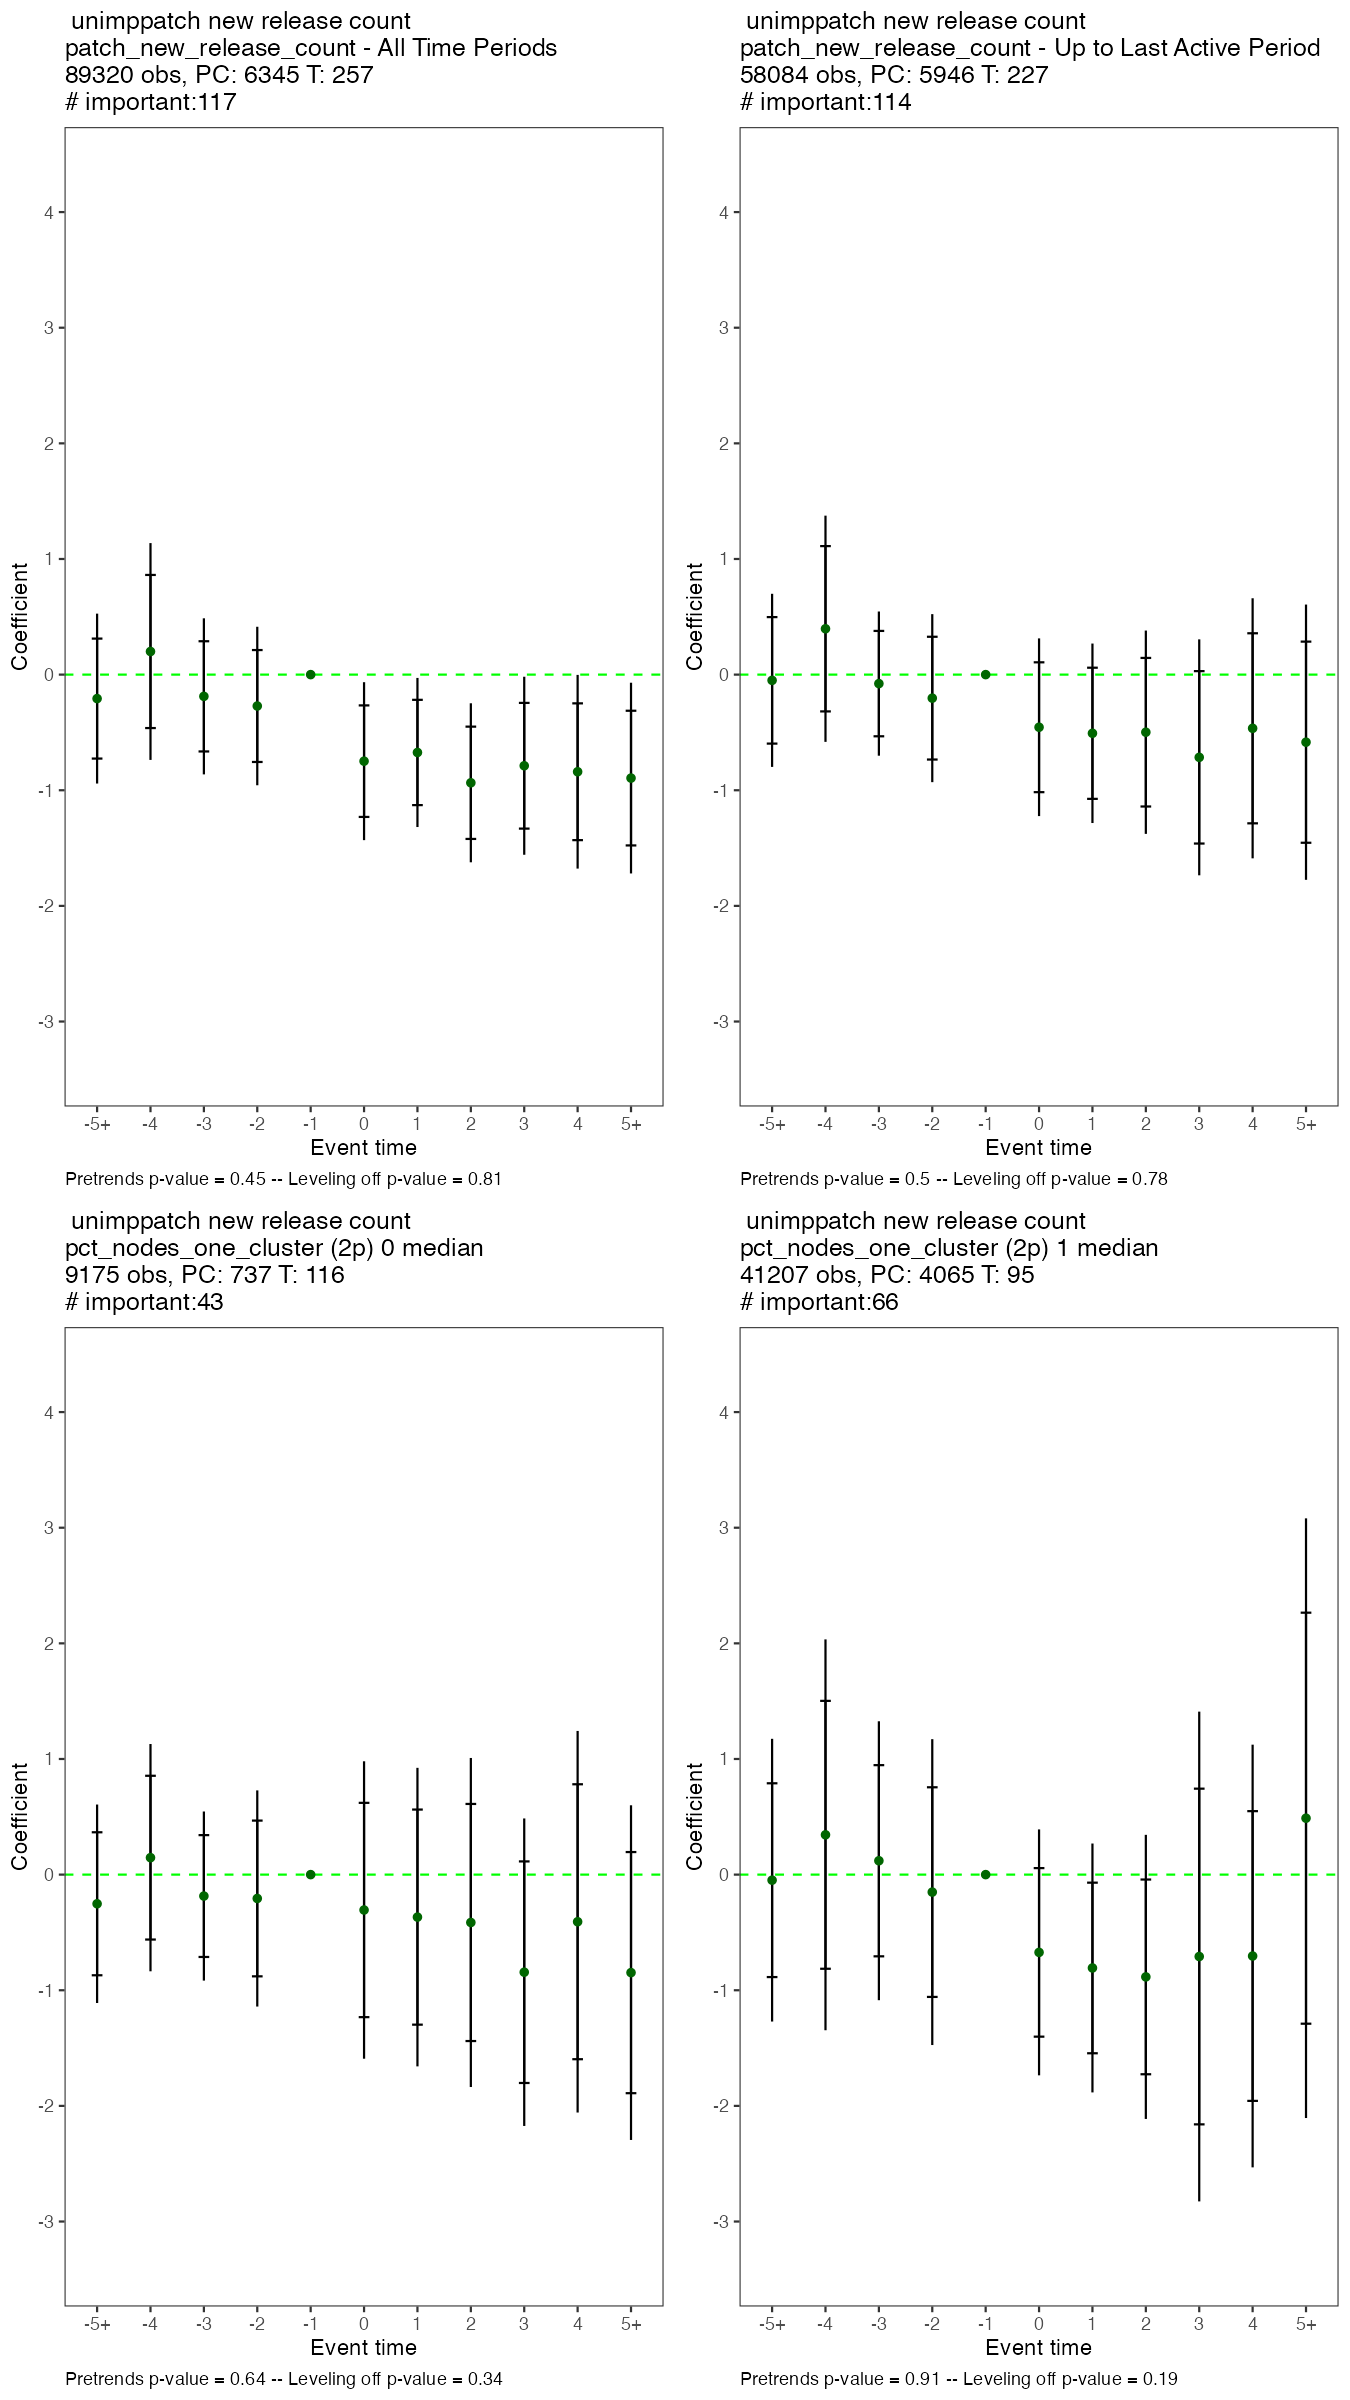 unimppatch new release count
patch_new_release_count - All Time Periods
89320 obs, PC: 6345 T: 257
# important:117
4
3
2
1
0
-1
-2
-3
Coefficient
-5+ -4 -3 -2 -1 0 1 2 3 4 5+
Event time
Pretrends p-value = 0.45 -- Leveling off p-value = 0.81
unimppatch new release count
patch_new_release_count - Up to Last Active Period
58084 obs, PC: 5946 T: 227
# important:114
4
3
2
1
0
-1
-2
-3
Coefficient
-5+ -4 -3 -2 -1 0 1 2 3 4 5+
Event time
Pretrends p-value = 0.5 -- Leveling off p-value = 0.78
unimppatch new release count
pct_nodes_one_cluster (2p) 0 median
9175 obs, PC: 737 T: 116
# important:43
4
3
2
1
0
-1
-2
-3
Coefficient
-5+ -4 -3 -2 -1 0 1 2 3 4 5+
Event time
Pretrends p-value = 0.64 -- Leveling off p-value = 0.34
unimppatch new release count
pct_nodes_one_cluster (2p) 1 median
41207 obs, PC: 4065 T: 95
# important:66
4
3
2
1
0
-1
-2
-3
Coefficient
-5+ -4 -3 -2 -1 0 1 2 3 4 5+
Event time
Pretrends p-value = 0.91 -- Leveling off p-value = 0.19